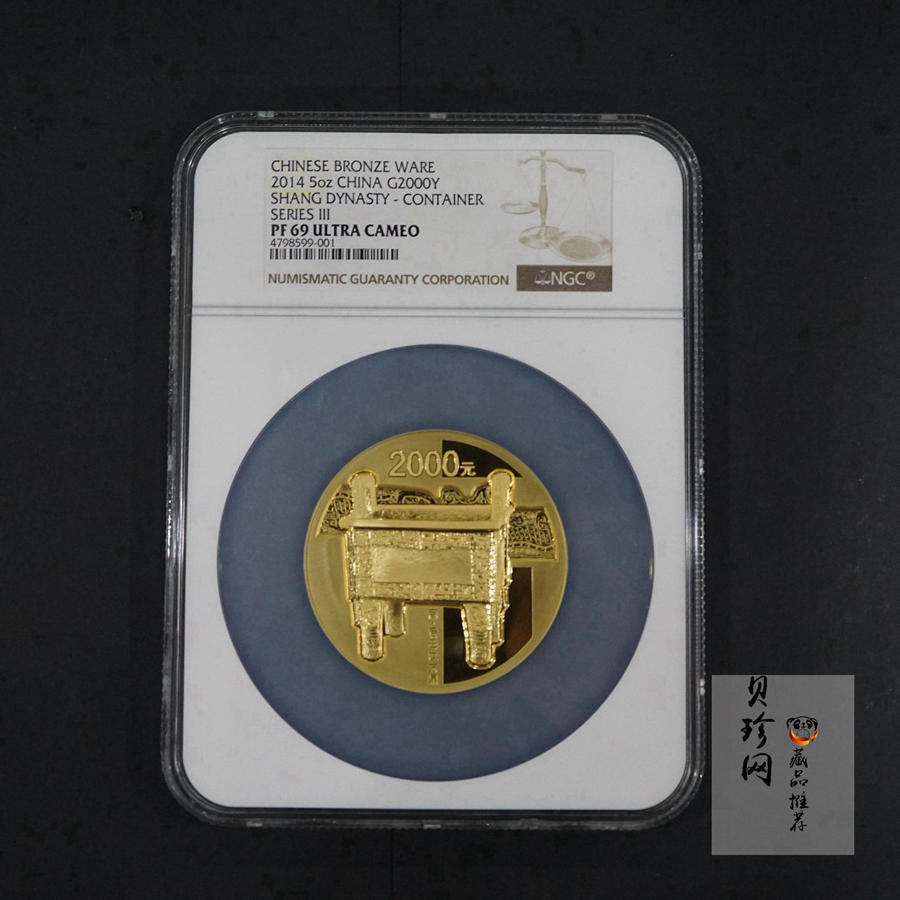 CHINESE BRONZE WARE
2014 5oz CHINA G2000Y
SHANG DYNASTY - CONTAINER
SERIES III
PF 69 ULTRA CAMEO
4798599-001
NUMISMATIC GUARANTY CORPORATION
NGC®
2000元
贝珍网
藏品推荐